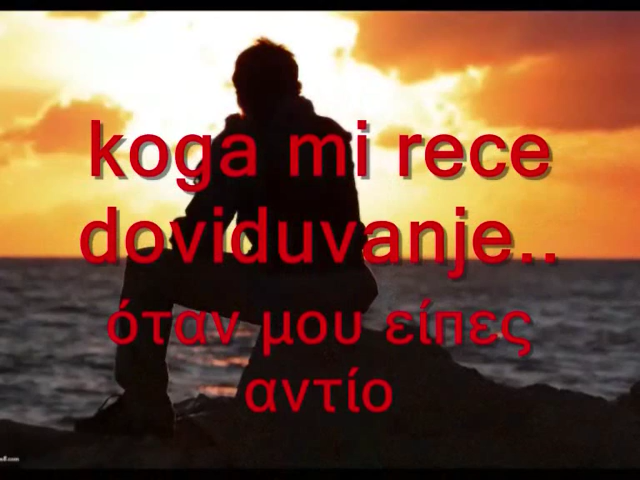 koga mi rece
doviduvanje..
όταν μου είπες
αντίο